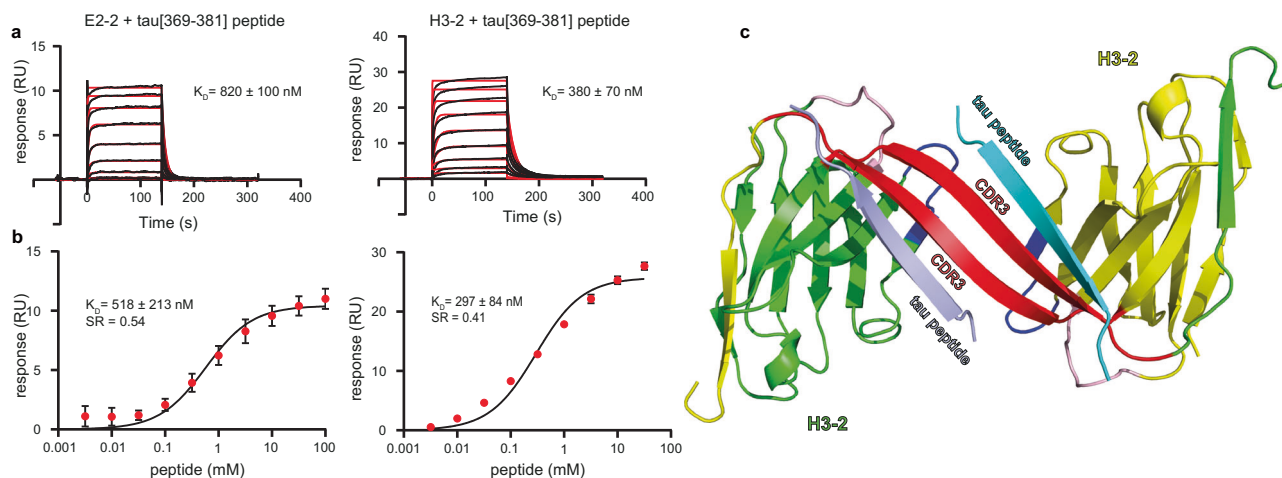 a
E2-2 + tau[369-381] peptide
15
10
5
0
response (RU)
K_D= 820 ± 100 nM
100
200
300
400
Time (s)
H3-2 + tau[369-381] peptide
40
30
20
10
0
response (RU)
K_D= 380 ± 70 nM
0
100
200
300
400
Time (s)
b
15
10
5
0
response (RU)
K_D= 518 ± 213 nM
SR = 0.54
0.001
0.01
0.1
1
10
100
peptide (mM)
30
20
10
0
response (RU)
K_D= 297 ± 84 nM
SR = 0.41
0.001
0.01
0.1
1
10
100
peptide (mM)
c
H3-2
tau peptide
CDR3
CDR3
tau peptide
H3-2